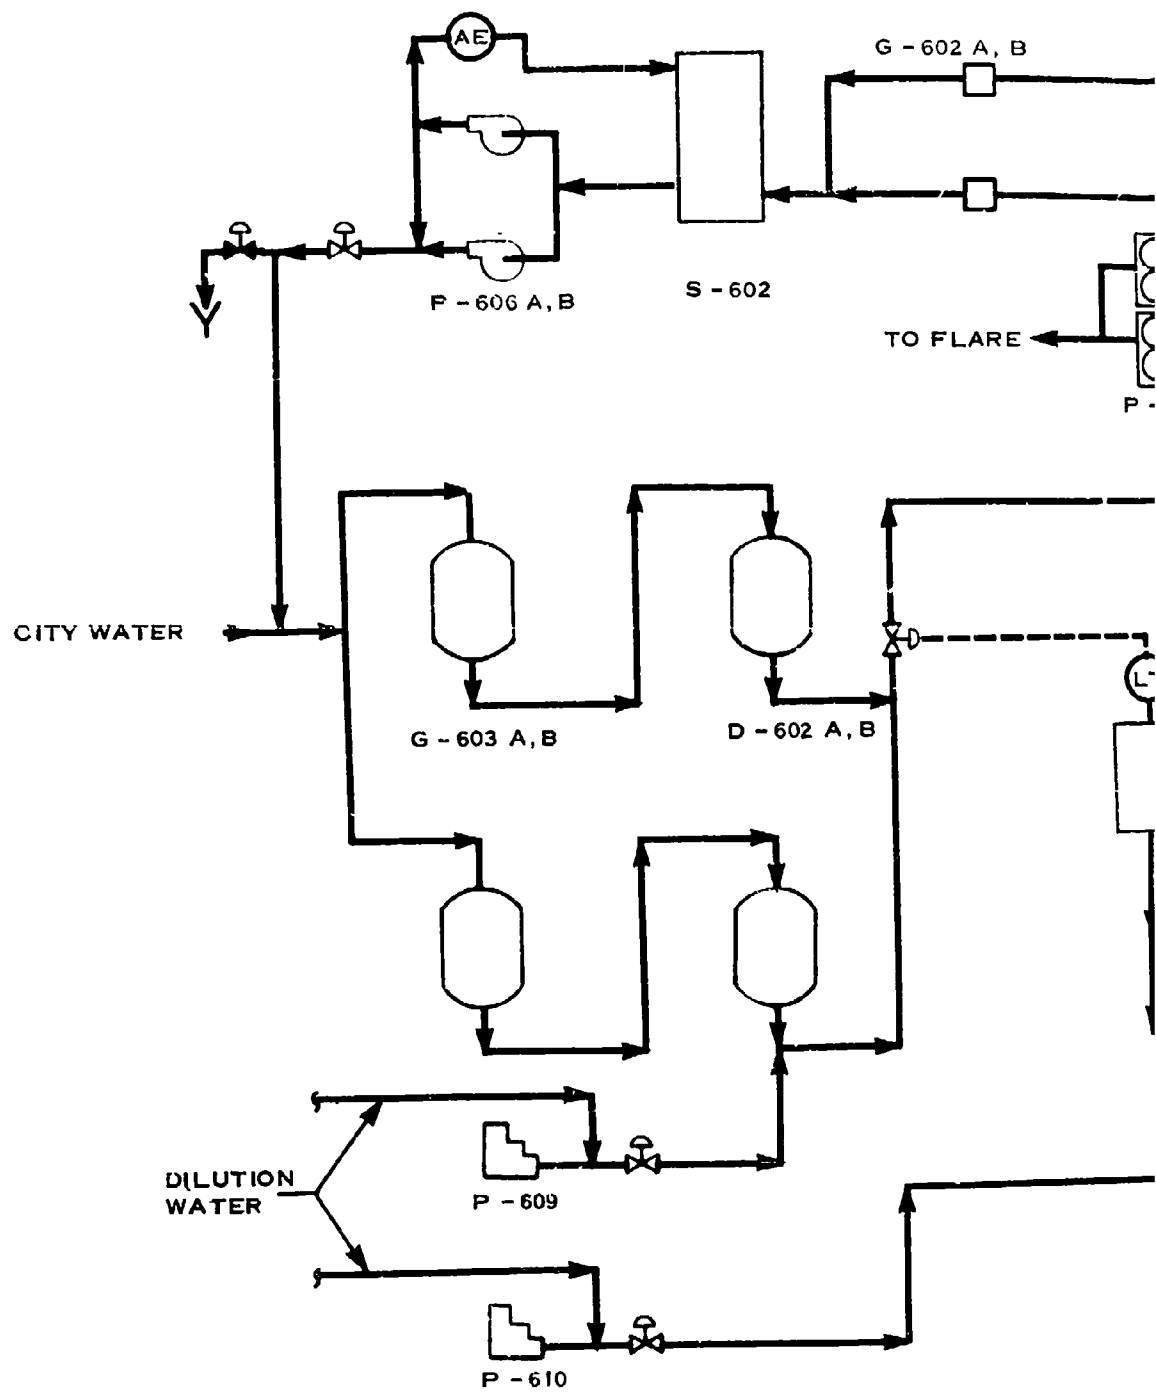 AE
G-602 A, B
P-606 A, B
S-602
TO FLARE
P-
CITY WATER
L
G-603 A, B
D-602 A, B
DILUTION
WATER
P-609
P-610